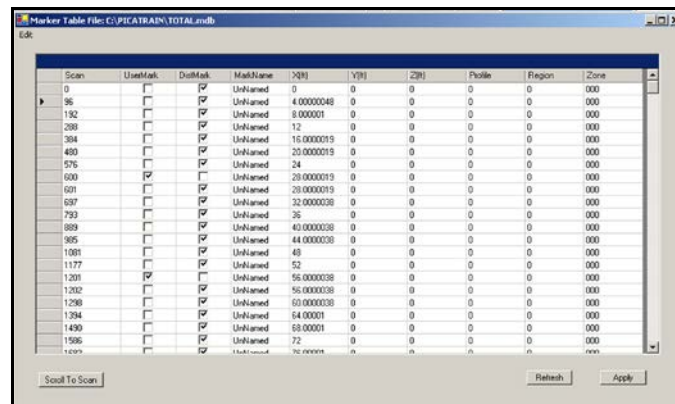 Marker Table File: C:\PICATRAIN\TOTAL.mdb
Edit
Scan UserMark DistMark MarkName X(ft) Y(ft) Z(ft) Profile Region Zone
0 UnNamed 0 0 0 0 0 000
96 UnNamed 4.00000048 0 0 0 0 000
192 UnNamed 8.000001 0 0 0 0 000
288 UnNamed 12 0 0 0 0 000
384 UnNamed 16.0000019 0 0 0 0 000
480 UnNamed 20.0000019 0 0 0 0 000
576 UnNamed 24 0 0 0 0 000
600 UnNamed 28.0000019 0 0 0 0 000
601 UnNamed 28.0000019 0 0 0 0 000
697 UnNamed 32.0000038 0 0 0 0 000
793 UnNamed 36 0 0 0 0 000
889 UnNamed 40.0000038 0 0 0 0 000
985 UnNamed 44.0000038 0 0 0 0 000
1081 UnNamed 48 0 0 0 0 000
1177 UnNamed 52 0 0 0 0 000
1201 UnNamed 56.0000038 0 0 0 0 000
1202 UnNamed 56.0000038 0 0 0 0 000
1298 UnNamed 60.0000038 0 0 0 0 000
1394 UnNamed 64.00001 0 0 0 0 000
1490 UnNamed 68.00001 0 0 0 0 000
1586 UnNamed 72 0 0 0 0 000
1682 UnNamed 76.00001 0 0 0 0 000
Scroll To Scan Refresh Apply